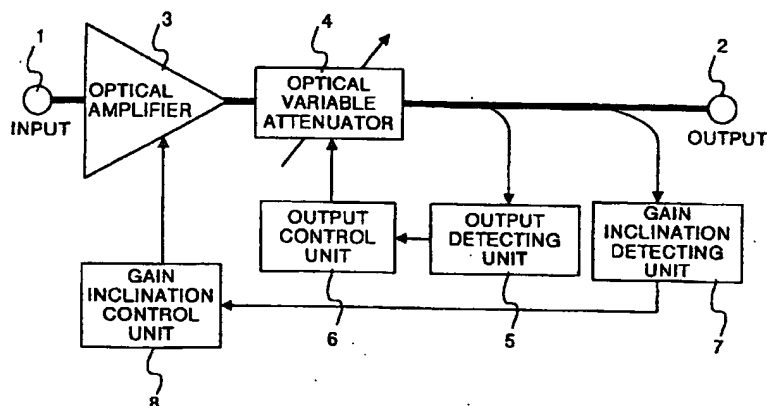 1
INPUT
3
OPTICAL
AMPLIFIER
4
OPTICAL
VARIABLE
ATTENUATOR
2
OUTPUT
OUTPUT
CONTROL
UNIT
6
OUTPUT
DETECTING
UNIT
5
GAIN
INCLINATION
DETECTING
UNIT
7
GAIN
INCLINATION
CONTROL
UNIT
8